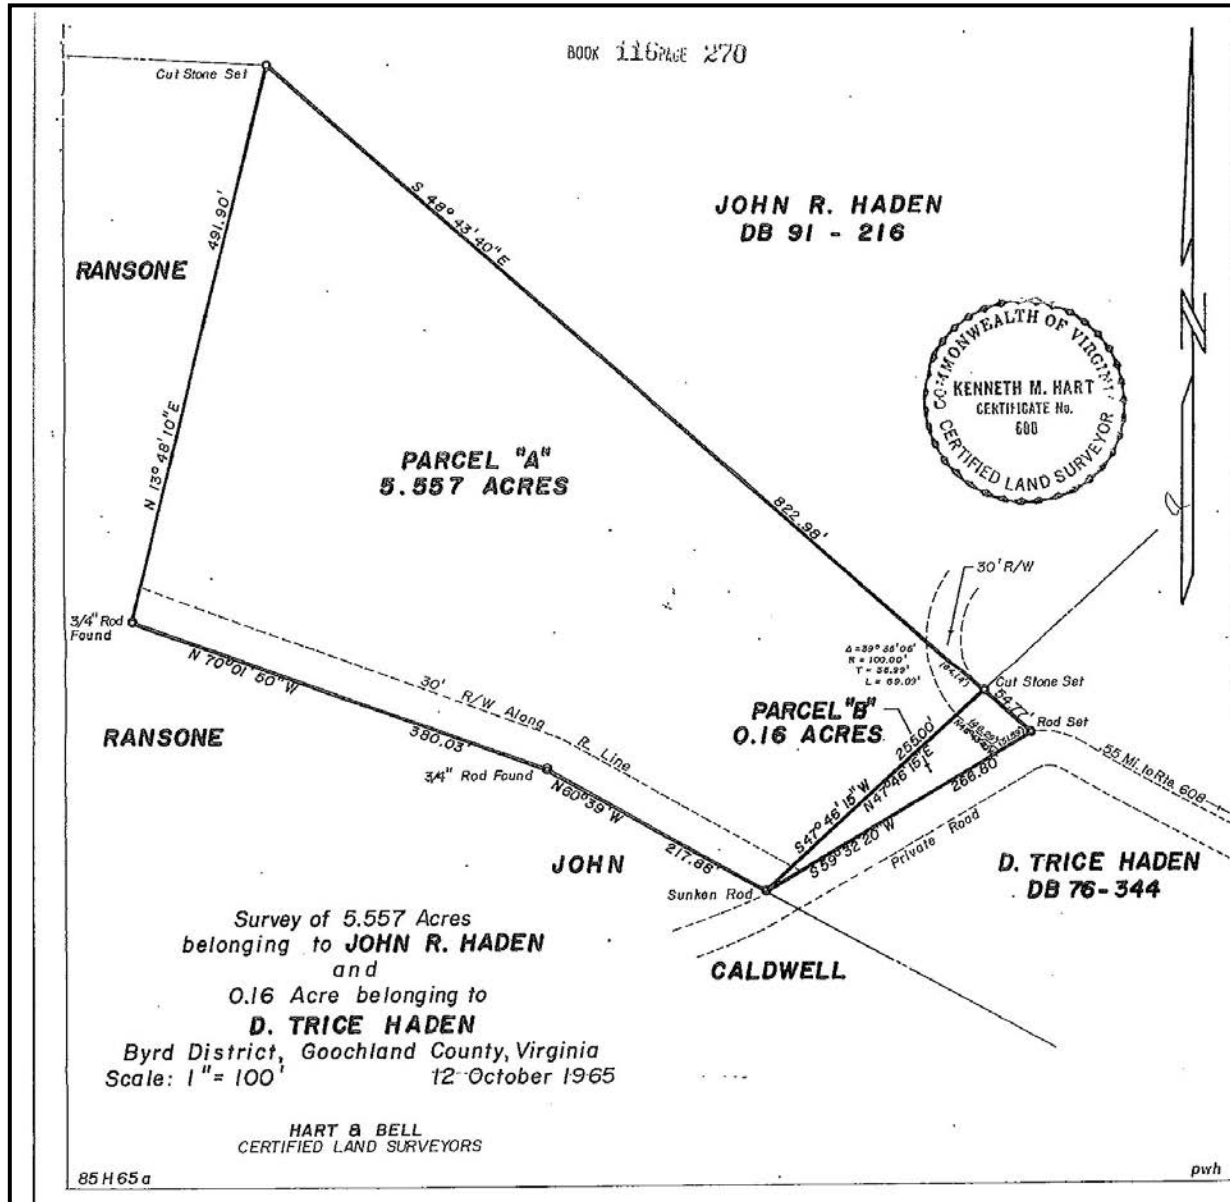 BOOK 116 PAGE 270
Cut Stone Set
S 48° 43' 40" E
491.90'
JOHN R. HADEN
DB 91 - 216
RANSONE
COMMONWEALTH OF VIRGINIA
KENNETH M. HART
CERTIFICATE No.
600
CERTIFIED LAND SURVEYOR
N
N 13° 48' 10" E
PARCEL "A"
5.557 ACRES
822.98'
30' R/W
3/4" Rod
Found
R = 100.00'
Cut Stone Set
N 70° 01' 50" W
30' R/W Along R. Line
54.77'
PARCEL "B"
0.16 ACRES
Rod Set
RANSONE
380.03'
255.00'
S 47° 46' 15" W
N 47° 46' 15" E
268.80'
.55 Mi. to Rte. 608
3/4" Rod Found
N 60° 39' W
S 59° 32' 20" W
Private Road
217.88'
JOHN
D. TRICE HADEN
DB 76-344
Sunken Rod
CALDWELL
Survey of 5.557 Acres
belonging to JOHN R. HADEN
and
0.16 Acre belonging to
D. TRICE HADEN
Byrd District, Goochland County, Virginia
Scale: 1" = 100' 12 October 1965
HART & BELL
CERTIFIED LAND SURVEYORS
85 H 65 a
pwh